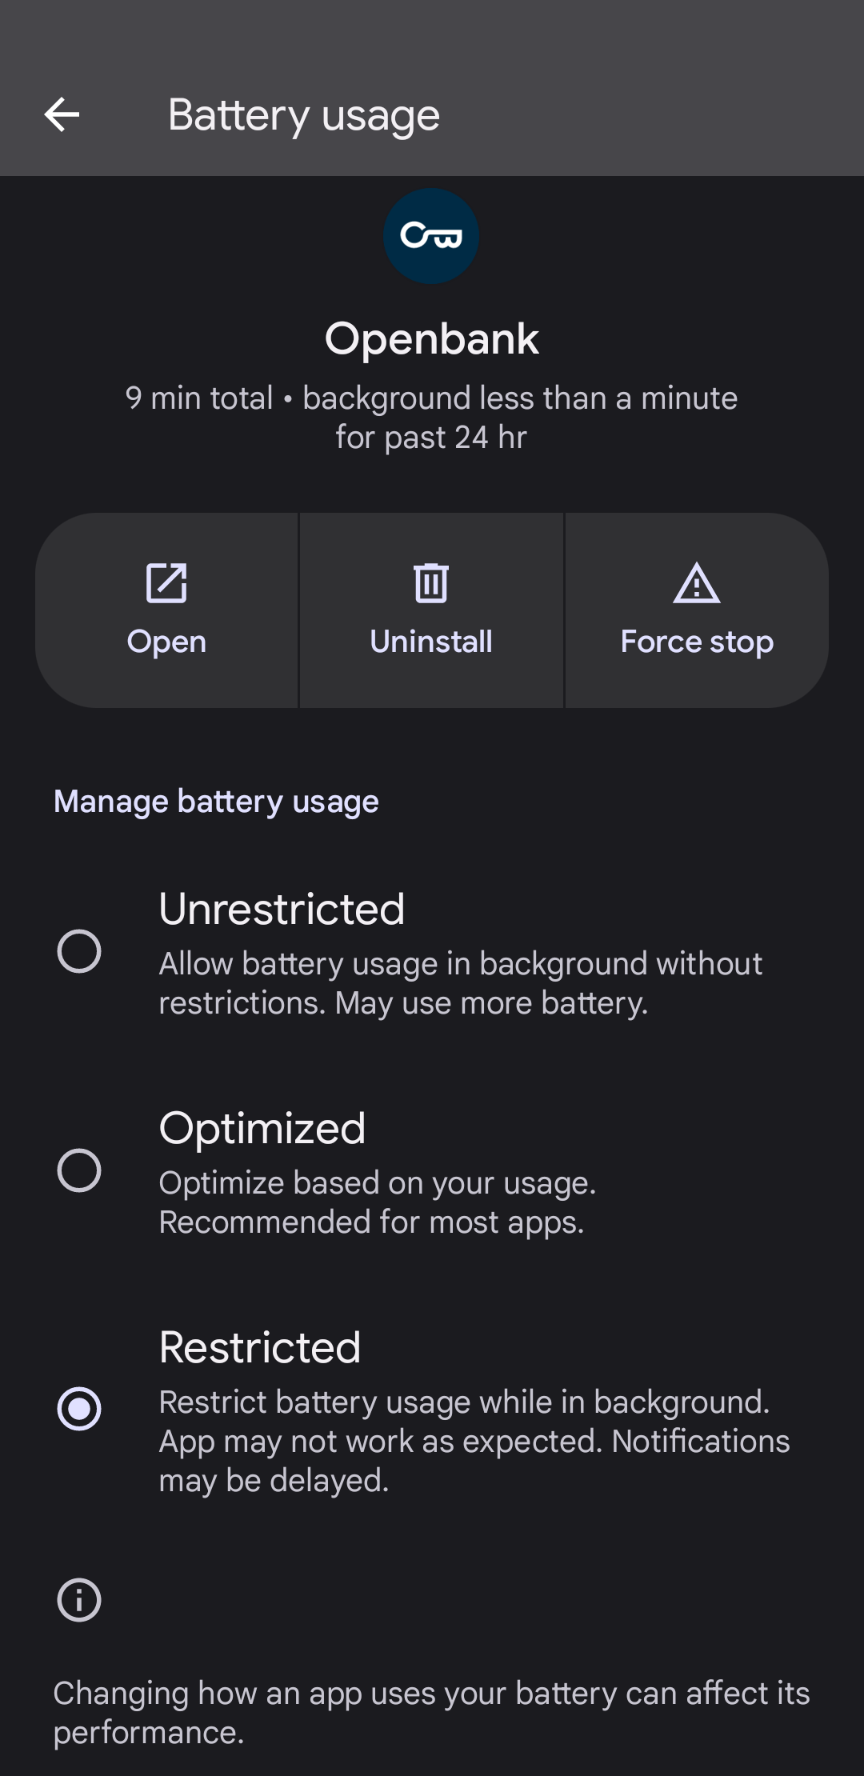 Battery usage
Openbank
9 min total • background less than a minute
for past 24 hr
Open
Uninstall
Force stop
Manage battery usage
Unrestricted
Allow battery usage in background without
restrictions. May use more battery.
Optimized
Optimize based on your usage.
Recommended for most apps.
Restricted
Restrict battery usage while in background.
App may not work as expected. Notifications
may be delayed.
Changing how an app uses your battery can affect its
performance.